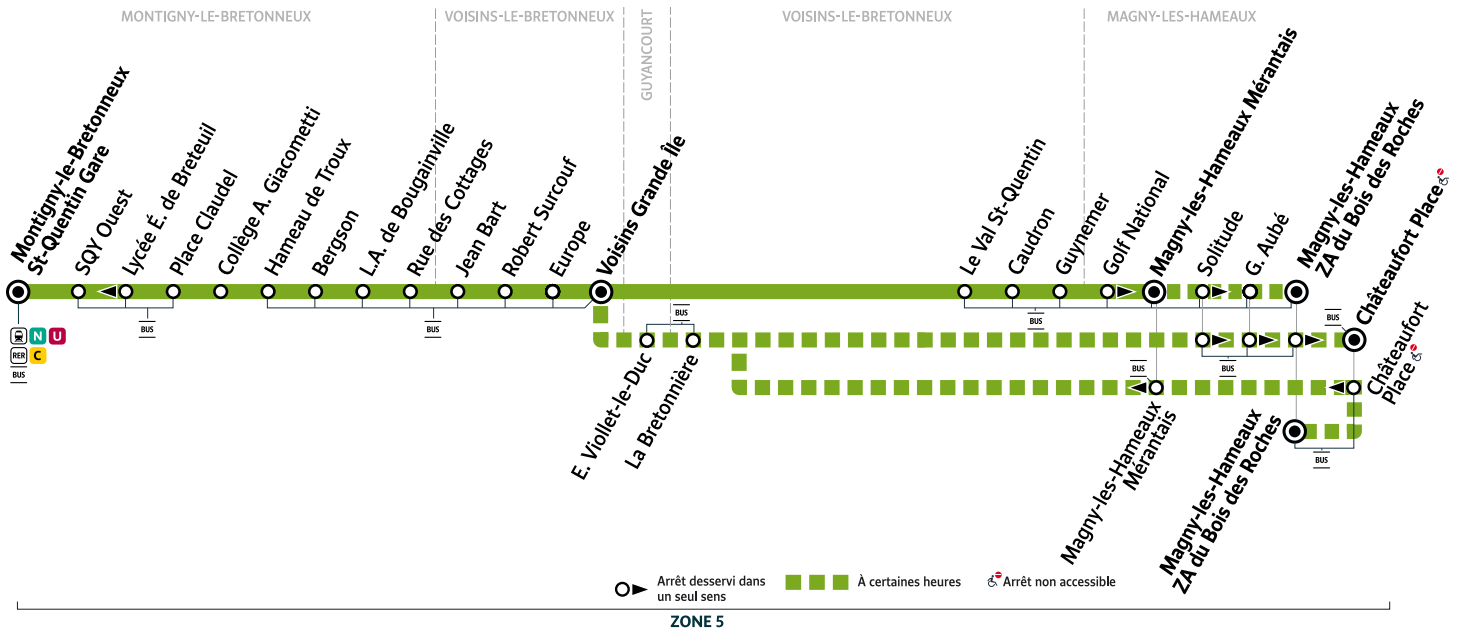 MONTIGNY-LE-BRETONNEUX
VOISINS-LE-BRETONNEUX
GUYANCOURT
VOISINS-LE-BRETONNEUX
MAGNY-LES-HAMEAUX
Montigny-le-Bretonneux
St-Quentin Gare
SQY Ouest
Lycée É. de Breteuil
Place Claudel
Collège A. Giacometti
Hameau de Troux
Bergson
L.A. de Bougainville
Rue des Cottages
Jean Bart
Robert Surcouf
Europe
Voisins Grande Île
Le Val St-Quentin
Caudron
Guynemer
Golf National
Magny-les-Hameaux Mérantais
Solitude
G. Aubé
Magny-les-Hameaux
ZA du Bois des Roches
Châteaufort Place
N U
RER C
BUS
BUS
BUS
BUS
BUS
BUS
BUS
BUS
BUS
E. Viollet-le-Duc
La Bretonnière
Magny-les-Hameaux
Mérantais
Magny-les-Hameaux
ZA du Bois des Roches
Châteaufort
Place
Arrêt desservi dans
un seul sens
À certaines heures
Arrêt non accessible
ZONE 5